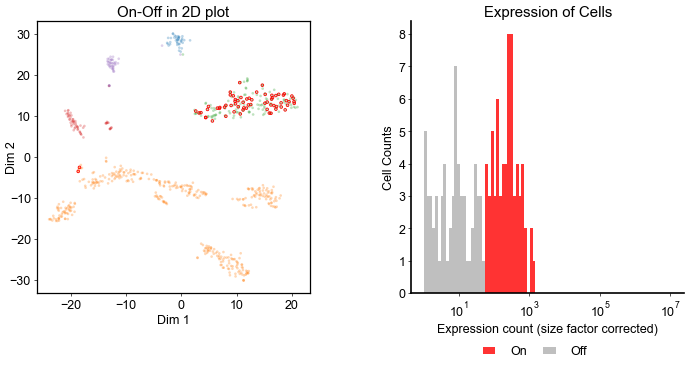 On-Off in 2D plot
30
20
10
0
−10
−20
−30
Dim 2
−20 −10 0 10 20
Dim 1
Expression of Cells
8
7
6
5
4
3
2
1
0
Cell Counts
10^1 10^3 10^5 10^7
Expression count (size factor corrected)
On Off